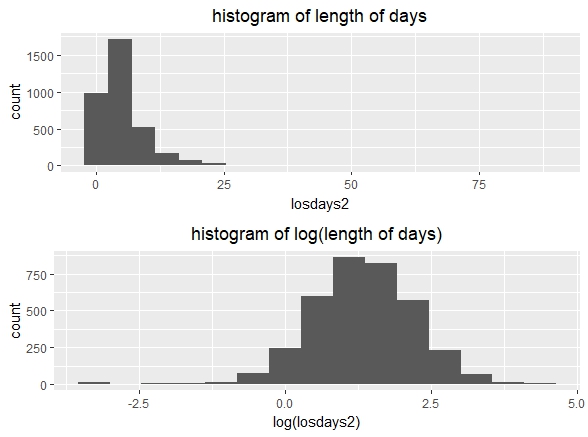 histogram of length of days
1500
1000
500
0
count
0 25 50 75
losdays2
histogram of log(length of days)
750
500
250
0
count
-2.5 0.0 2.5 5.0
log(losdays2)